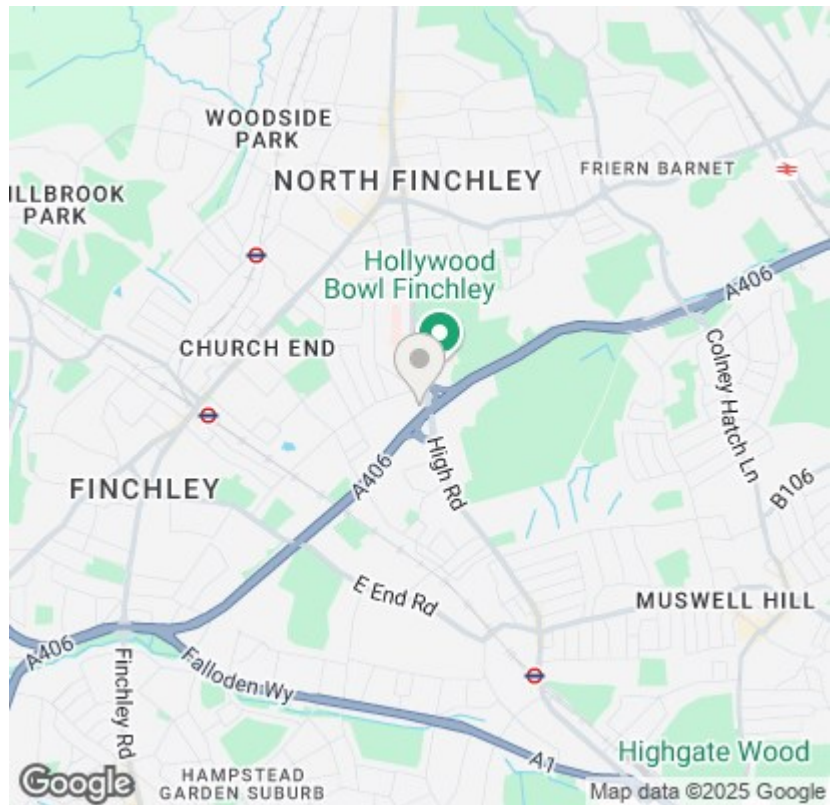 WOODSIDE
PARK
NORTH FINCHLEY
FRIERN BARNET
ILLBROOK
PARK
Hollywood
Bowl Finchley
A406
CHURCH END
Colney Hatch Ln
High Rd
A406
FINCHLEY
B106
E End Rd
MUSWELL HILL
A406
Finchley Rd
Falloden Wy
A1
Highgate Wood
HAMPSTEAD
GARDEN SUBURB
Google
Map data ©2025 Google